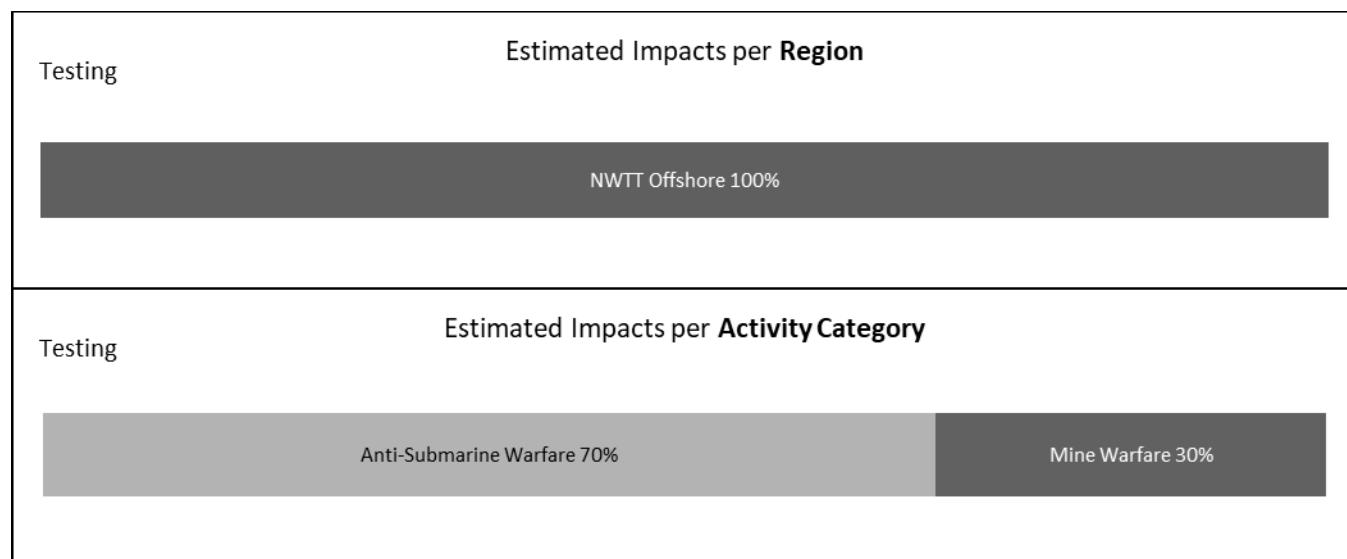 Estimated Impacts per Region
Testing
NWTT Offshore 100%
Estimated Impacts per Activity Category
Testing
Anti-Submarine Warfare 70%
Mine Warfare 30%